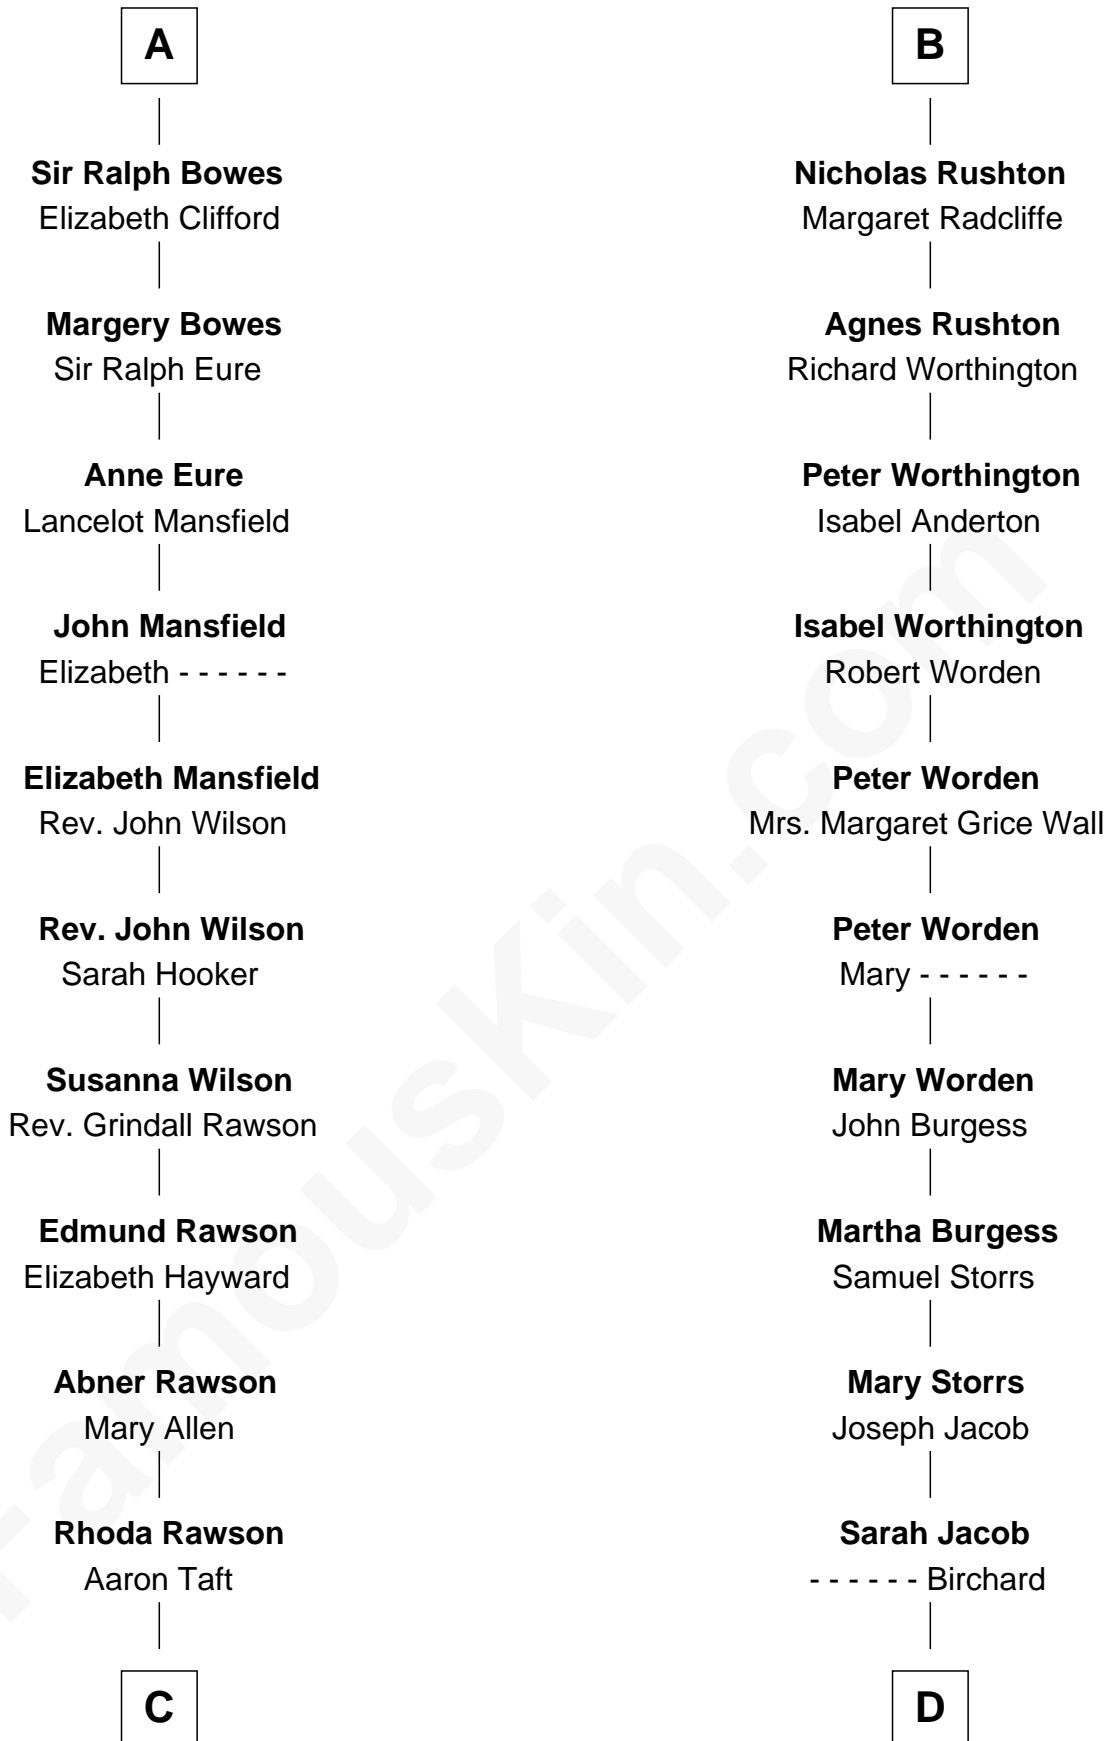 A
Sir Ralph Bowes
Elizabeth Clifford
Margery Bowes
Sir Ralph Eure
Anne Eure
Lancelot Mansfield
John Mansfield
Elizabeth - - - - - -
Elizabeth Mansfield
Rev. John Wilson
Rev. John Wilson
Sarah Hooker
Susanna Wilson
Rev. Grindall Rawson
Edmund Rawson
Elizabeth Hayward
Abner Rawson
Mary Allen
Rhoda Rawson
Aaron Taft
C
B
Nicholas Rushton
Margaret Radcliffe
Agnes Rushton
Richard Worthington
Peter Worthington
Isabel Anderton
Isabel Worthington
Robert Worden
Peter Worden
Mrs. Margaret Grice Wall
Peter Worden
Mary - - - - - -
Mary Worden
John Burgess
Martha Burgess
Samuel Storrs
Mary Storrs
Joseph Jacob
Sarah Jacob
- - - - - - Birchard
D
FamousKin.com